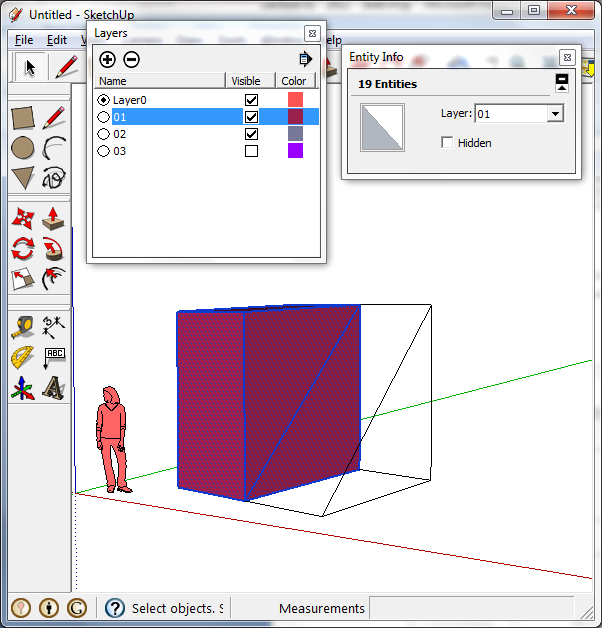 Untitled - SketchUp
File Edit
Layers
Name Visible Color
Layer0
01
02
03
Entity Info
19 Entities
Layer: 01
Hidden
ABC
Select objects.
Measurements